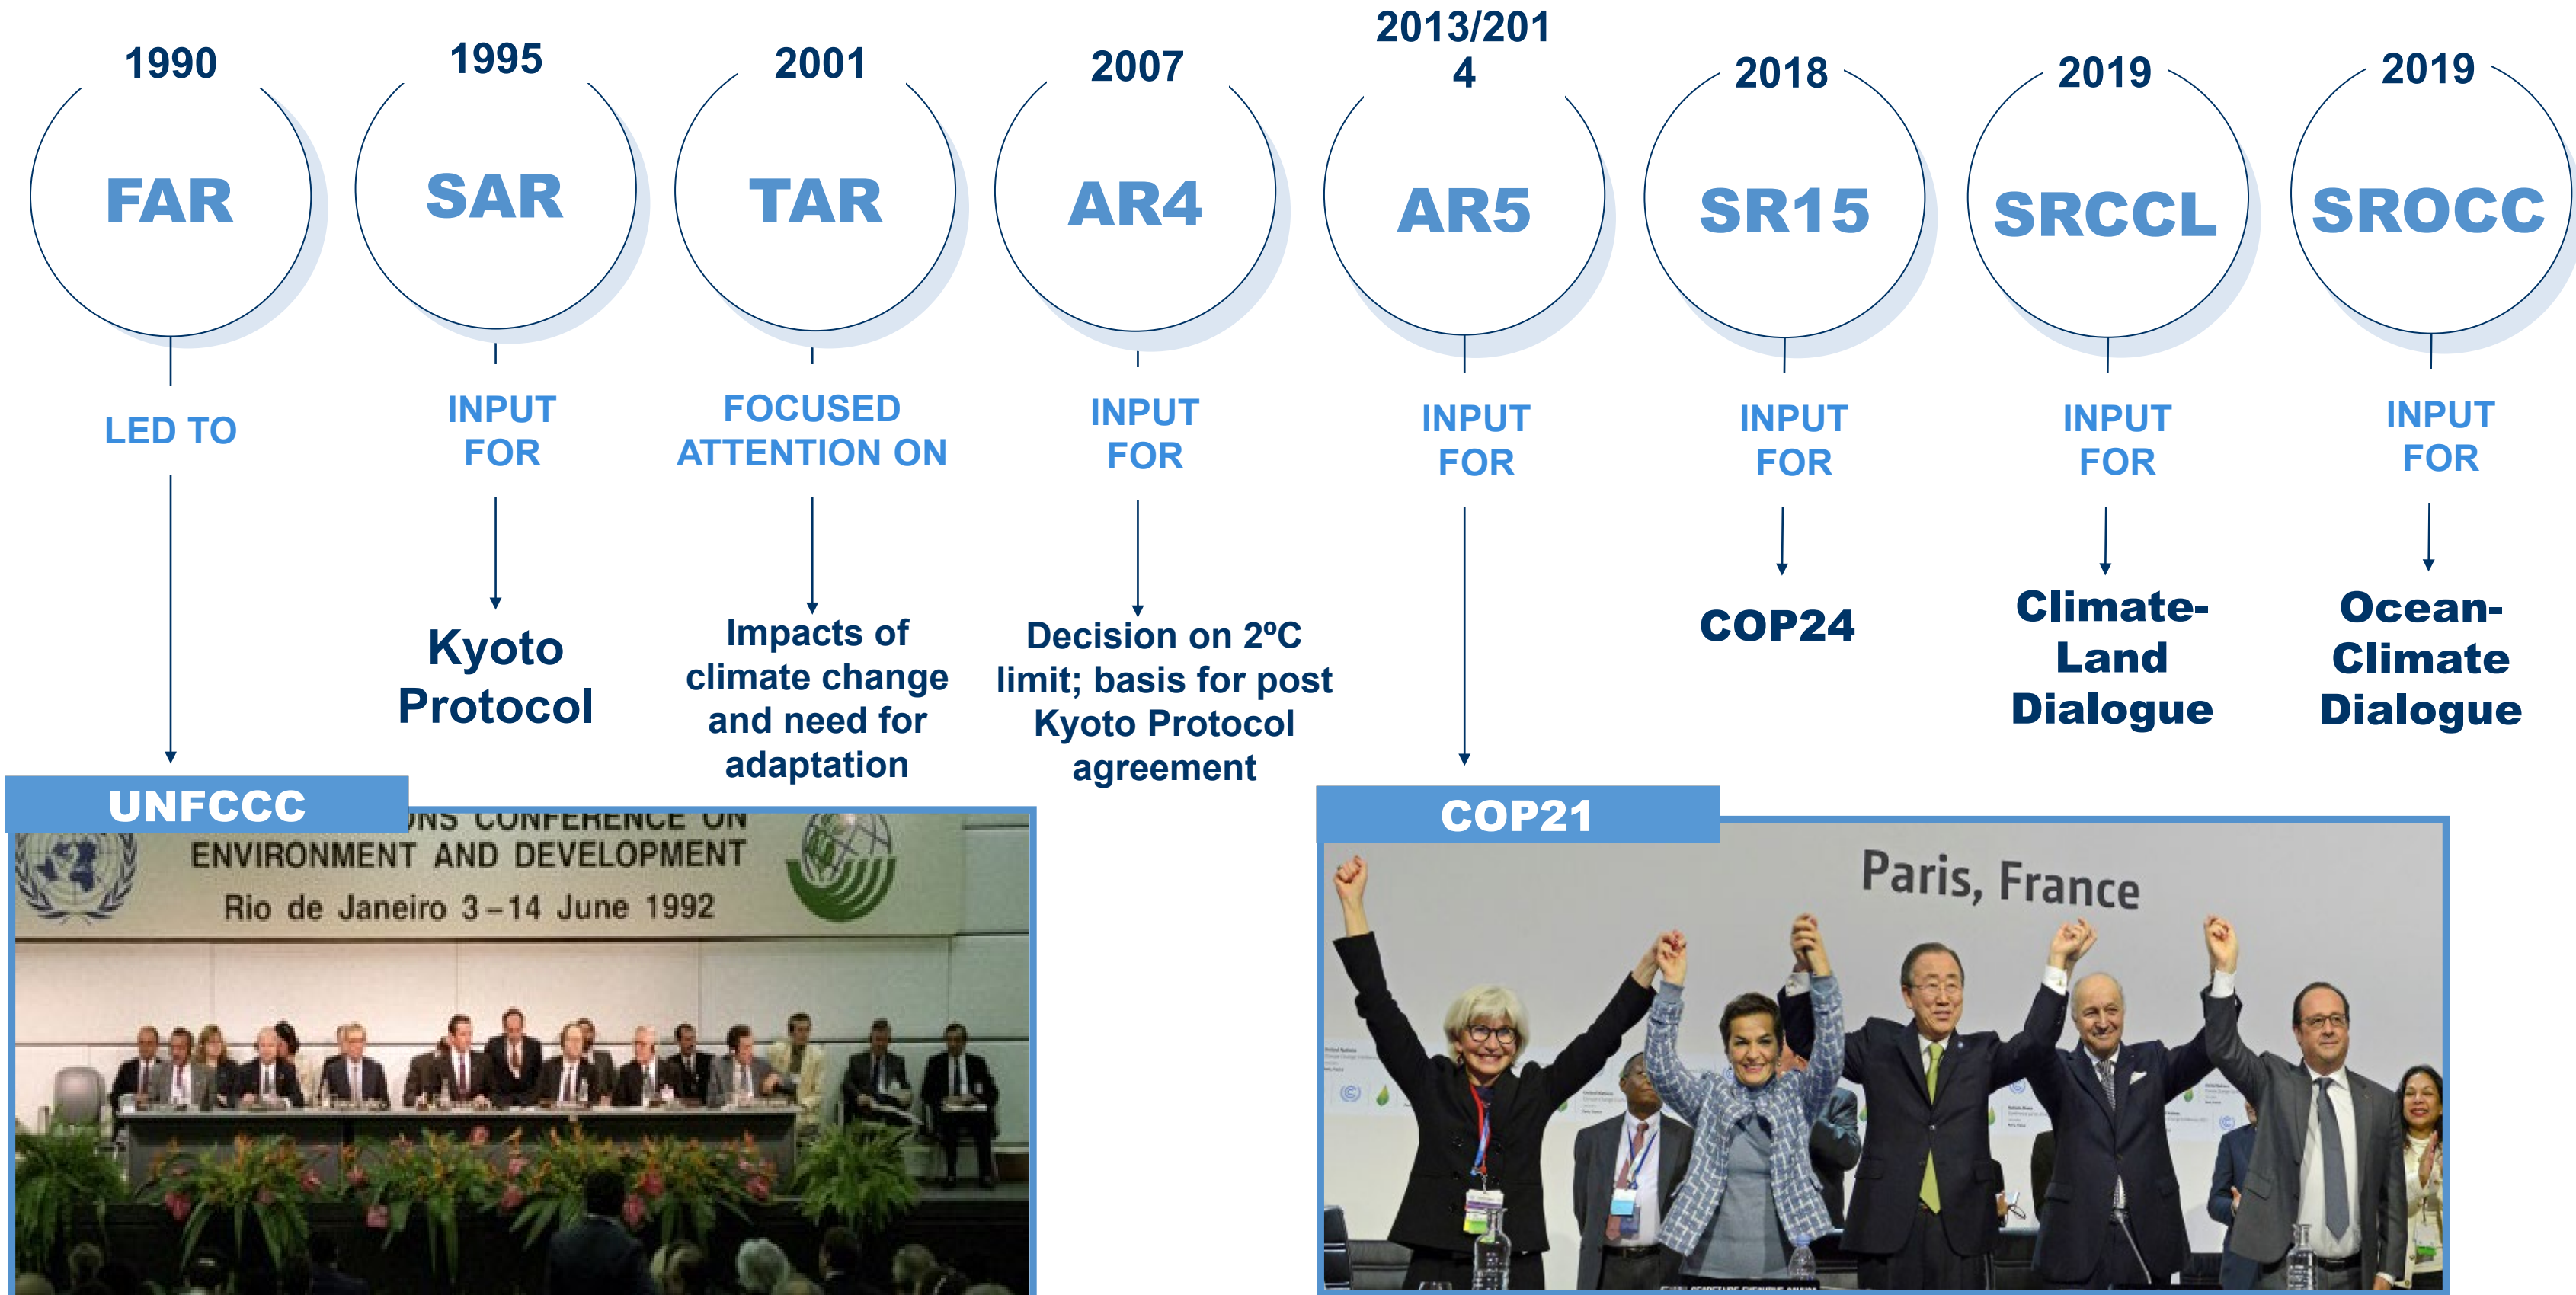 1990
FAR
LED TO
UNFCCC
1995
SAR
INPUT
FOR
Kyoto
Protocol
2001
TAR
FOCUSED
ATTENTION ON
Impacts of
climate change
and need for
adaptation
2007
AR4
INPUT
FOR
Decision on 2ºC
limit; basis for post
Kyoto Protocol
agreement
2013/201
4
AR5
INPUT
FOR
COP21
2018
SR15
INPUT
FOR
COP24
2019
SRCCL
INPUT
FOR
Climate-
Land
Dialogue
2019
SROCC
INPUT
FOR
Ocean-
Climate
Dialogue
CONFERENCE ON
ENVIRONMENT AND DEVELOPMENT
Rio de Janeiro 3–14 June 1992
Paris, France